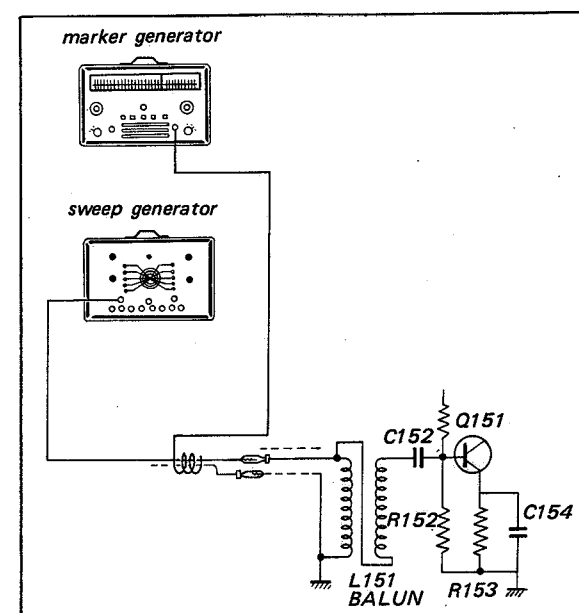 marker generator
sweep generator
Q151
C152
R152
C154
L151
BALUN
R153